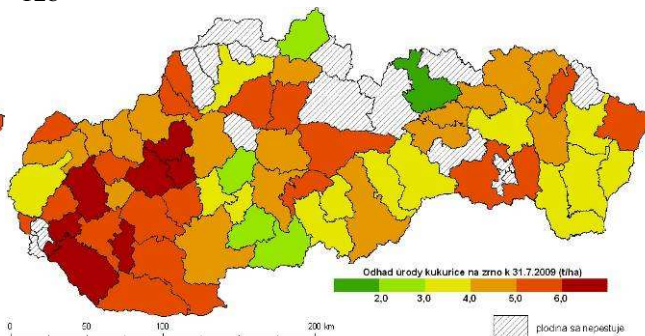 Odhad úrody kukurice na zrno k 31.7.2009 (t/ha)
2,0 3,0 4,0 5,0 6,0
0 50 100 200 km
plodina sa nepestuje